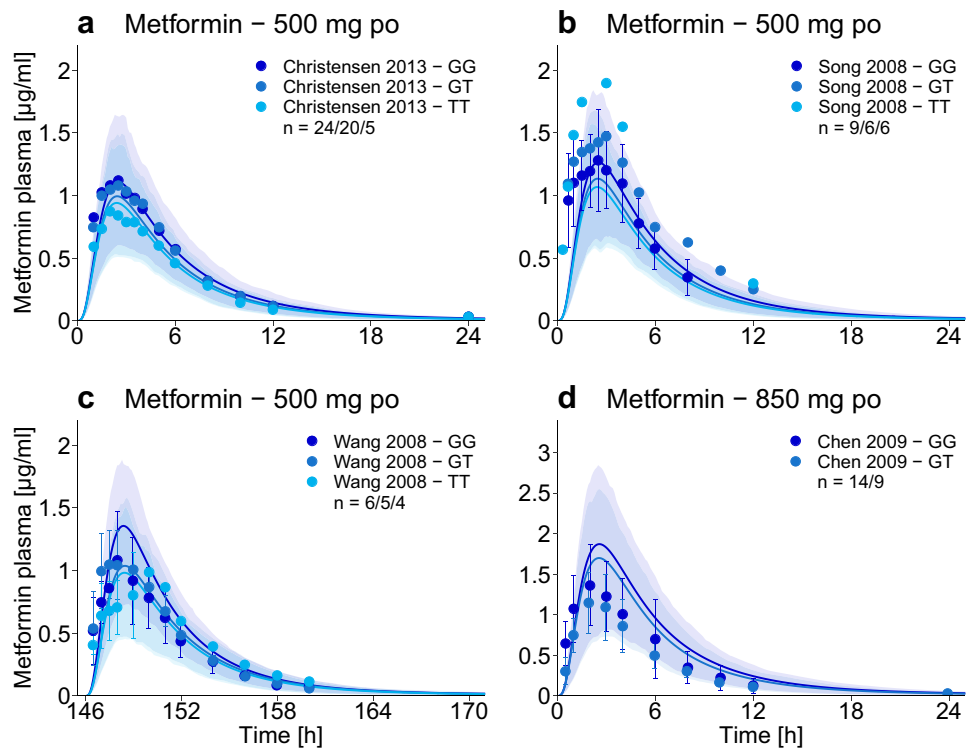 a Metformin − 500 mg po
Metformin plasma [µg/ml]
2
1.5
1
0.5
0
Christensen 2013 − GG
Christensen 2013 − GT
Christensen 2013 − TT
n = 24/20/5
0 6 12 18 24
b Metformin − 500 mg po
2
1.5
1
0.5
0
Song 2008 − GG
Song 2008 − GT
Song 2008 − TT
n = 9/6/6
0 6 12 18 24
c Metformin − 500 mg po
Metformin plasma [µg/ml]
2
1.5
1
0.5
0
Wang 2008 − GG
Wang 2008 − GT
Wang 2008 − TT
n = 6/5/4
146 152 158 164 170
Time [h]
d Metformin − 850 mg po
3
2.5
2
1.5
1
0.5
0
Chen 2009 − GG
Chen 2009 − GT
n = 14/9
0 6 12 18 24
Time [h]